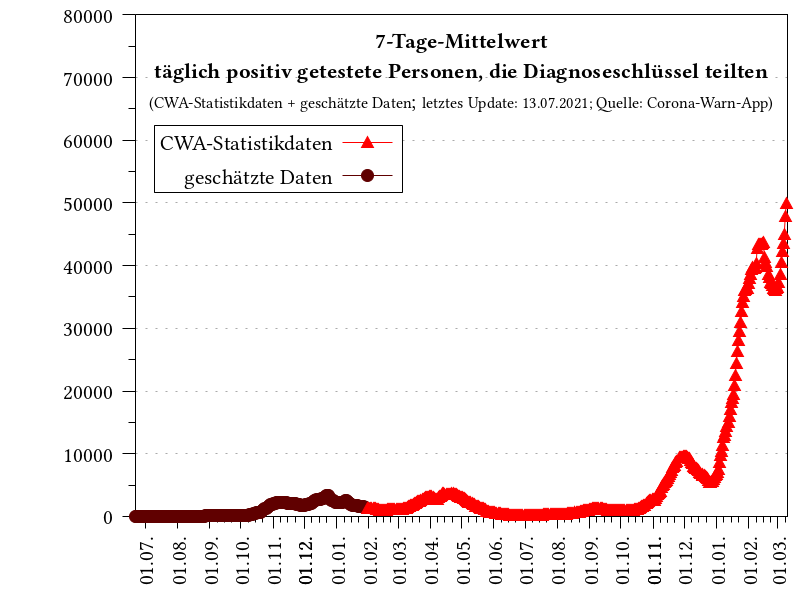 7-Tage-Mittelwert
täglich positiv getestete Personen, die Diagnoseschlüssel teilten
(CWA-Statistikdaten + geschätzte Daten; letztes Update: 13.07.2021; Quelle: Corona-Warn-App)
CWA-Statistikdaten
geschätzte Daten
80000
70000
60000
50000
40000
30000
20000
10000
0
01.07. 01.08. 01.09. 01.10. 01.11. 01.12. 01.01. 01.02. 01.03. 01.04. 01.05. 01.06. 01.07. 01.08. 01.09. 01.10. 01.11. 01.12. 01.01. 01.02. 01.03.